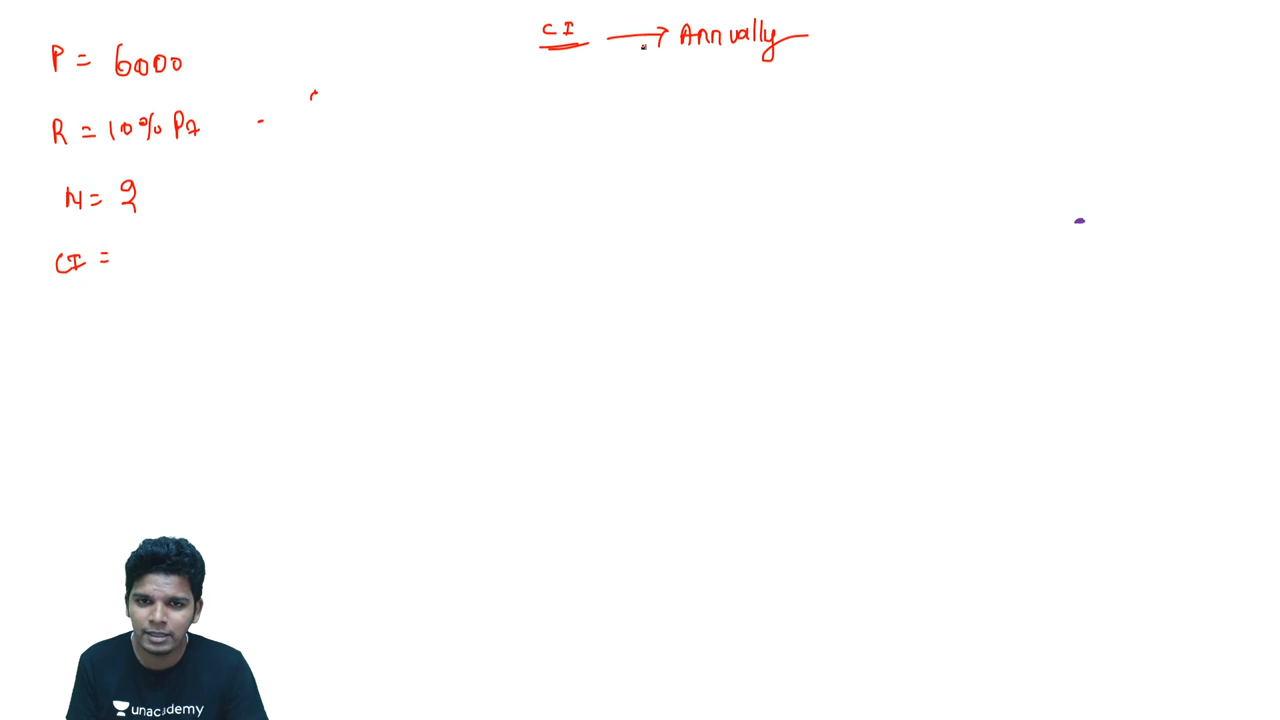 CI → Annually
P = 6000
R = 10% PA
N = 2
CI =
unacademy